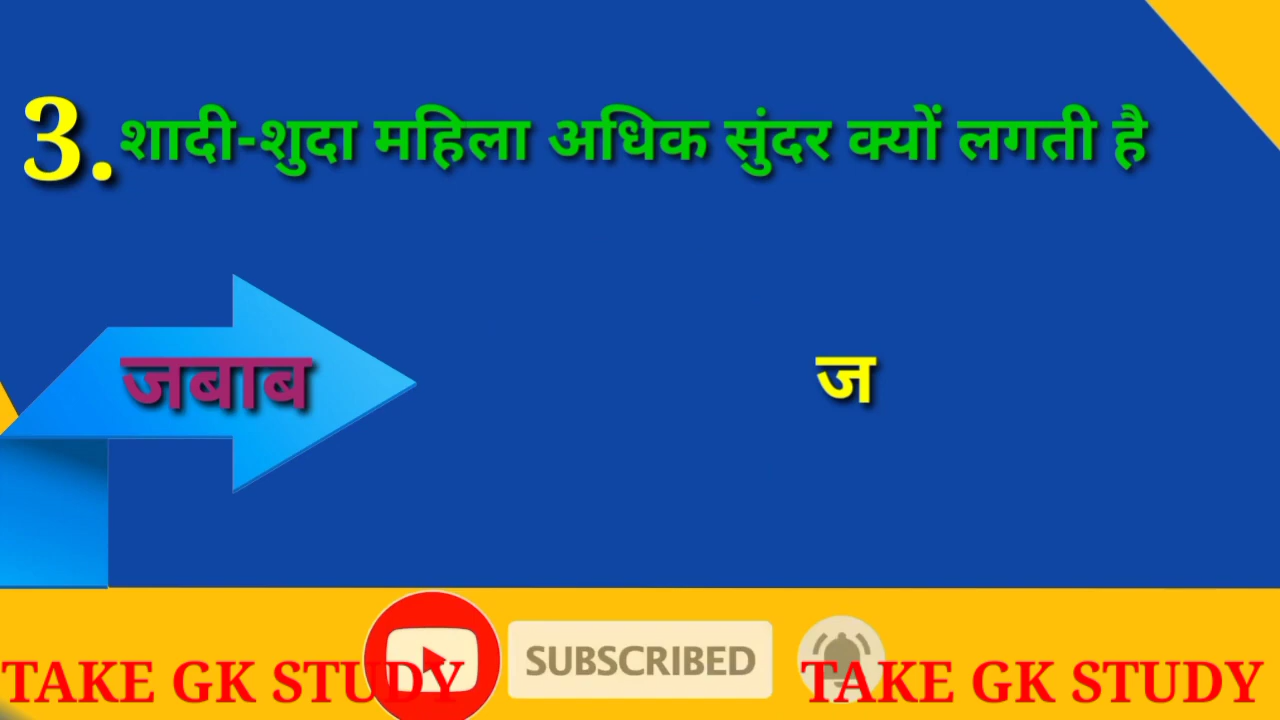 3. शादी-शुदा महिला अधिक सुंदर क्यों लगती है
जबाब
ज
SUBSCRIBED
TAKE GK STUDY
TAKE GK STUDY